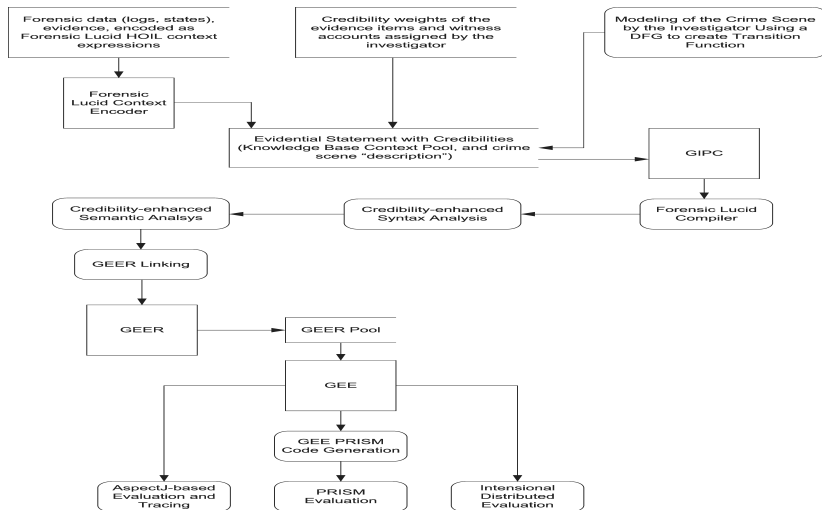 Forensic data (logs, states),
evidence, encoded as
Forensic Lucid HOIL context
expressions
Credibility weights of the
evidence items and witness
accounts assigned by the
investigator
Modeling of the Crime Scene
by the Investigator Using a
DFG to create Transition
Function
Forensic
Lucid Context
Encoder
Evidential Statement with Credibilities
(Knowledge Base Context Pool, and crime
scene “description”)
GIPC
Credibility-enhanced
Semantic Analsys
Credibility-enhanced
Syntax Analysis
Forensic Lucid
Compiler
GEER Linking
GEER
GEER Pool
GEE
GEE PRISM
Code Generation
AspectJ-based
Evaluation and
Tracing
PRISM
Evaluation
Intensional
Distributed
Evaluation